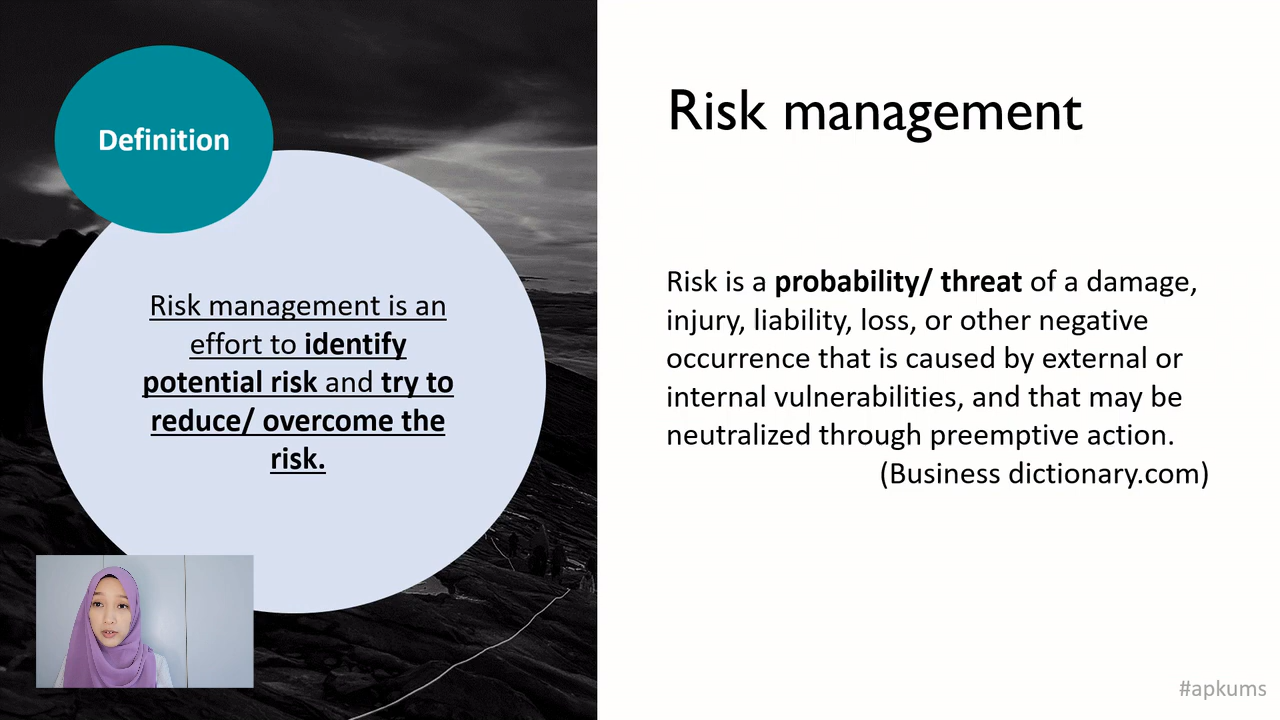 Definition
Risk management is an
effort to identify
potential risk and try to
reduce/ overcome the
risk.
Risk management
Risk is a probability/ threat of a damage,
injury, liability, loss, or other negative
occurrence that is caused by external or
internal vulnerabilities, and that may be
neutralized through preemptive action.
(Business dictionary.com)
#apkums